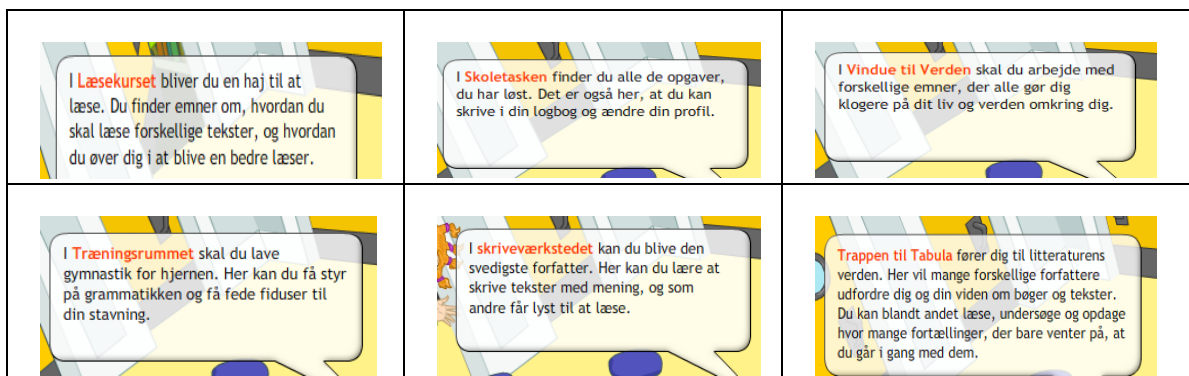 I Læsekurset bliver du en haj til at
læse. Du finder emner om, hvordan du
skal læse forskellige tekster, og hvordan
du øver dig i at blive en bedre læser.
I Skoletasken finder du alle de opgaver,
du har løst. Det er også her, at du kan
skrive i din logbog og ændre din profil.
I Vindue til Verden skal du arbejde med
forskellige emner, der alle gør dig
klogere på dit liv og verden omkring dig.
I Træningsrummet skal du lave
gymnastik for hjernen. Her kan du få styr
på grammatikken og få fede fiduser til
din stavning.
I skriveværkstedet kan du blive den
svedigste forfatter. Her kan du lære at
skrive tekster med mening, og som
andre får lyst til at læse.
Trappen til Tabula fører dig til litteraturens
verden. Her vil mange forskellige forfattere
udfordre dig og din viden om bøger og tekster.
Du kan blandt andet læse, undersøge og opdage
hvor mange fortællinger, der bare venter på, at
du går i gang med dem.